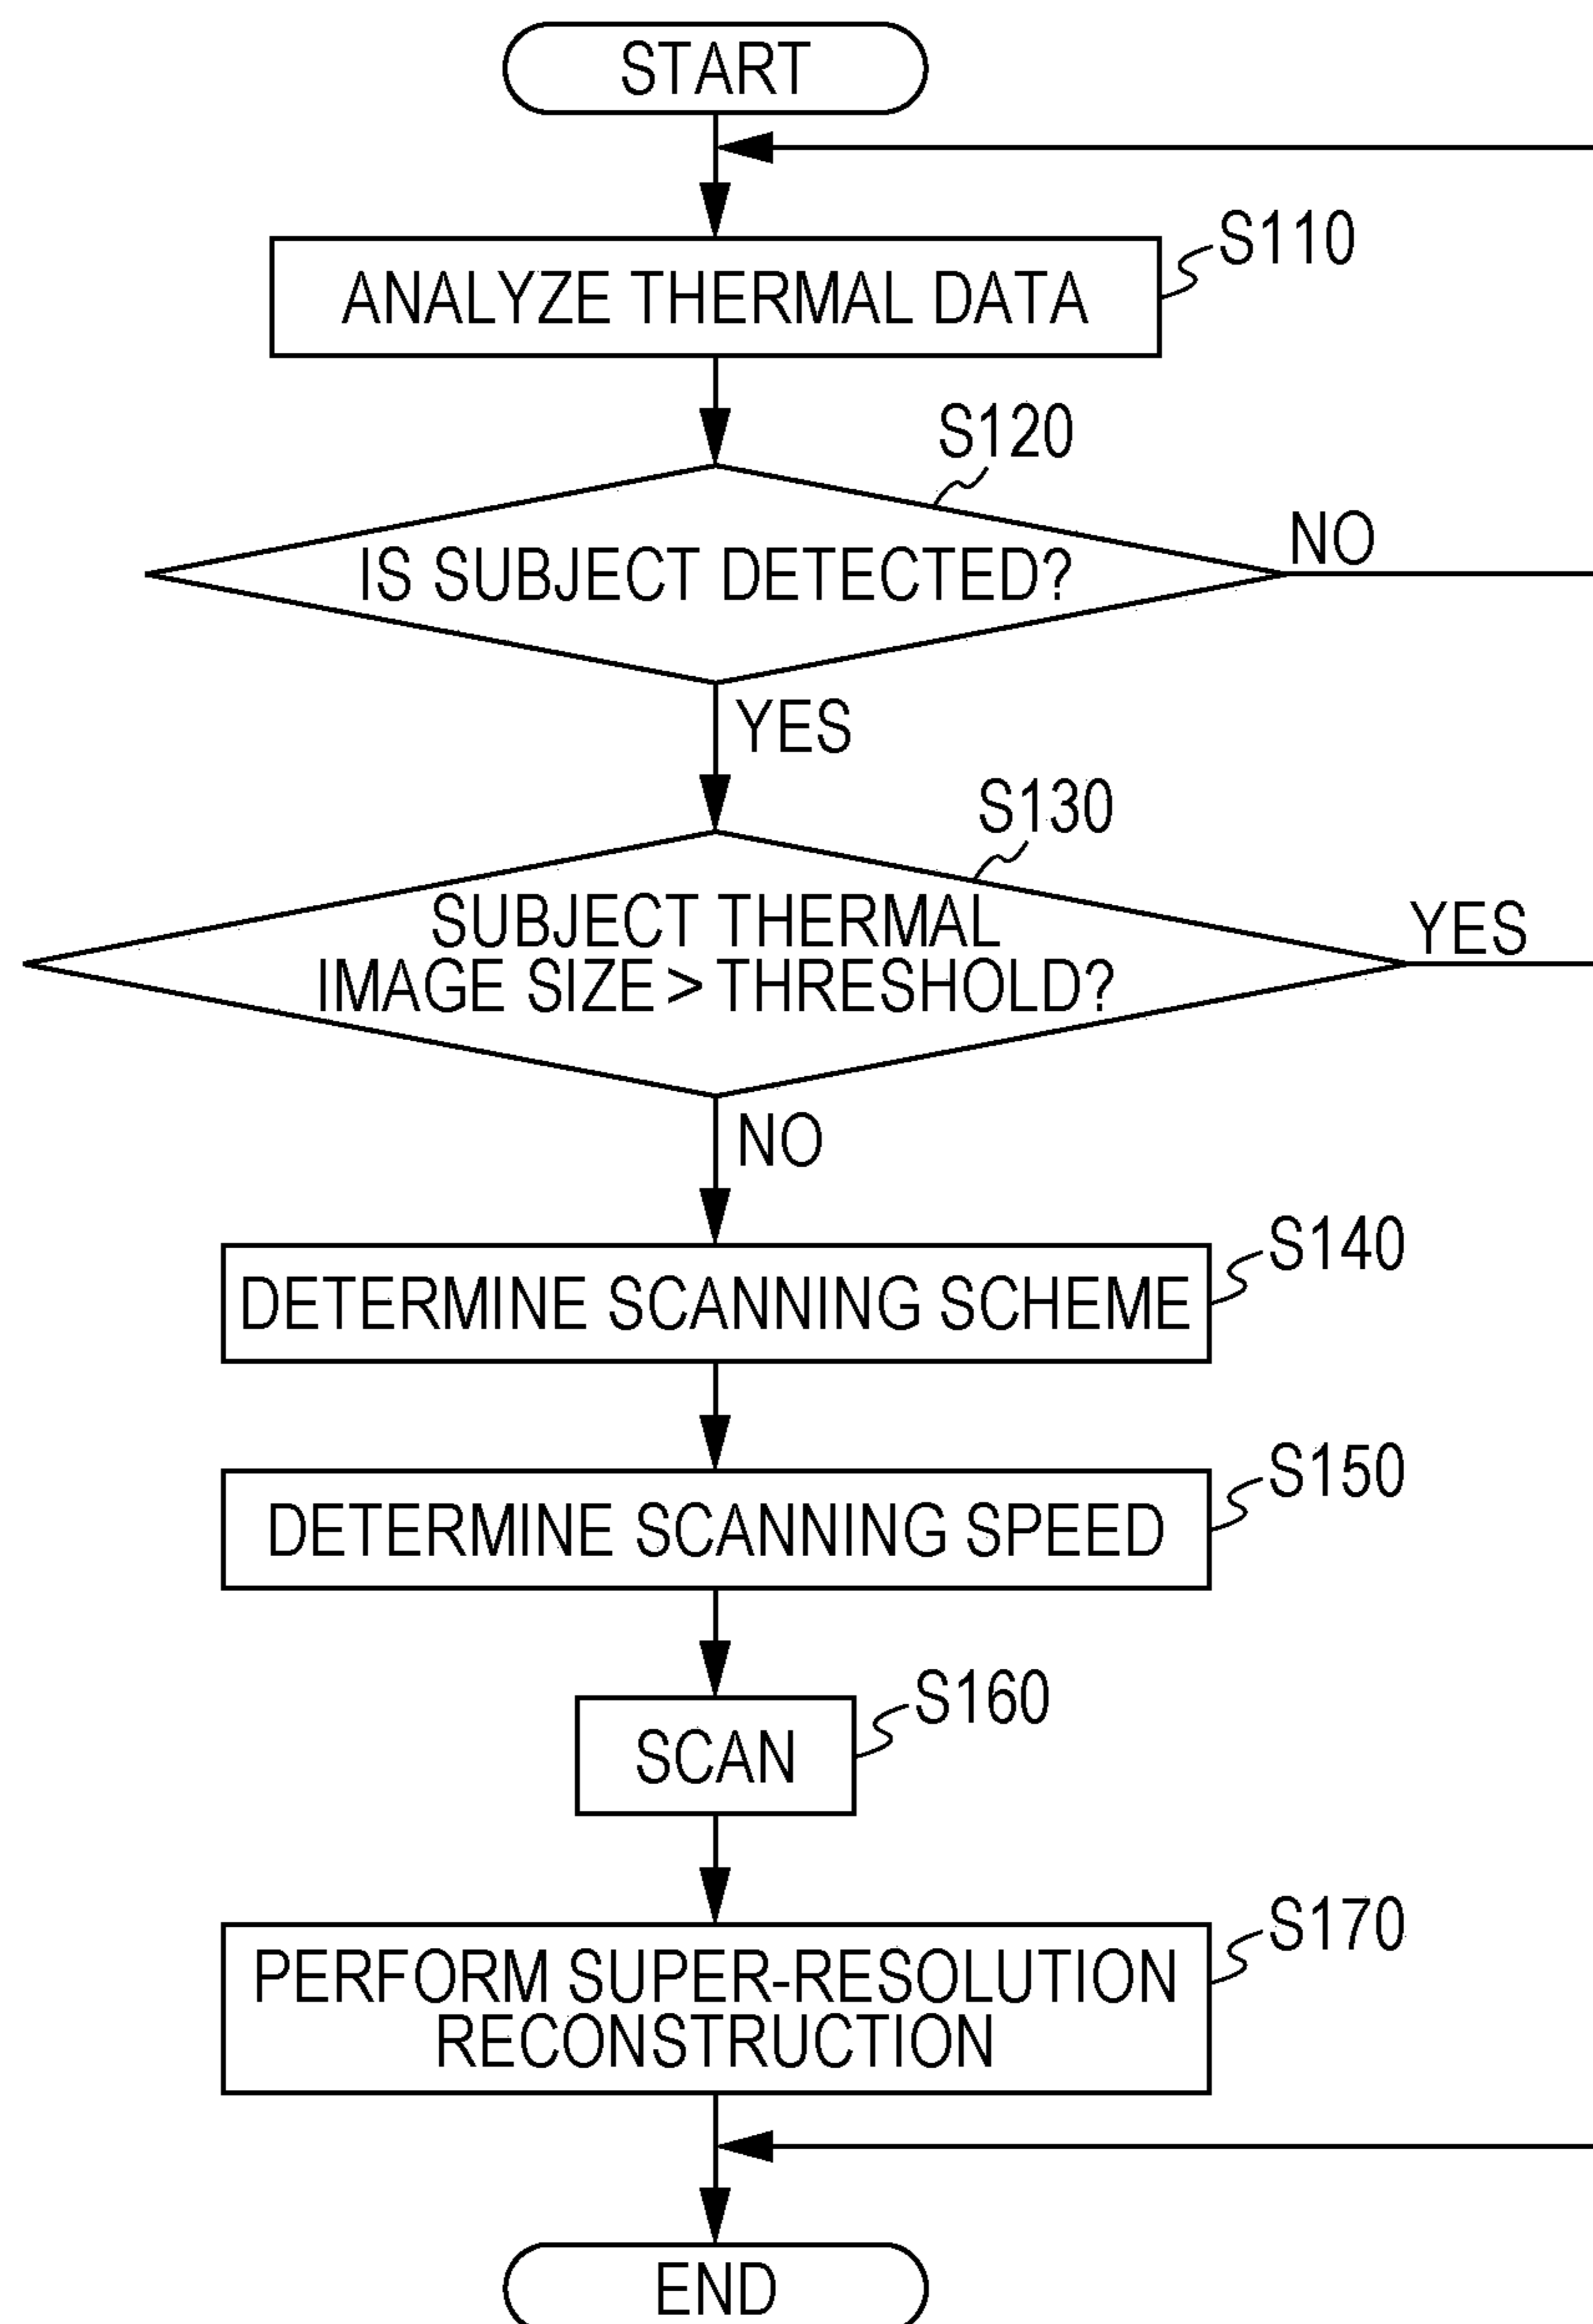 START
S110
ANALYZE THERMAL DATA
S120
IS SUBJECT DETECTED?
NO
YES
S130
SUBJECT THERMAL
IMAGE SIZE > THRESHOLD?
YES
NO
S140
DETERMINE SCANNING SCHEME
S150
DETERMINE SCANNING SPEED
S160
SCAN
S170
PERFORM SUPER-RESOLUTION
RECONSTRUCTION
END